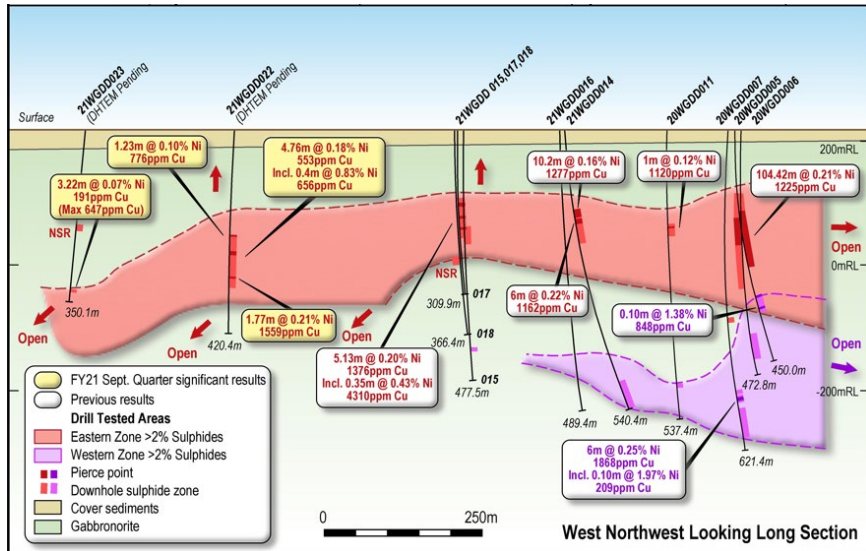 21WGDD023
(DHTEM Pending
21WGDD022
(DHTEM Pending
21WGDD 015,017,018
21WGDD016
21WGDD014
20WGDD011
20WGDD007
20WGDD005
20WGDD006
Surface
200mRL
1.23m @ 0.10% Ni
776ppm Cu
4.76m @ 0.18% Ni
553ppm Cu
Incl. 0.4m @ 0.83% Ni
656ppm Cu
10.2m @ 0.16% Ni
1277ppm Cu
1m @ 0.12% Ni
1120ppm Cu
104.42m @ 0.21% Ni
1225ppm Cu
3.22m @ 0.07% Ni
191ppm Cu
(Max 647ppm Cu)
NSR
Open
NSR
0mRL
017
309.9m
350.1m
6m @ 0.22% Ni
1162ppm Cu
0.10m @ 1.38% Ni
848ppm Cu
1.77m @ 0.21% Ni
1559ppm Cu
Open
Open
Open
420.4m
018
366.4m
Open
5.13m @ 0.20% Ni
1376ppm Cu
Incl. 0.35m @ 0.43% Ni
4310ppm Cu
015
477.5m
450.0m
472.8m
-200mRL
489.4m
540.4m
537.4m
621.4m
6m @ 0.25% Ni
1868ppm Cu
Incl. 0.10m @ 1.97% Ni
209ppm Cu
FY21 Sept. Quarter significant results
Previous results
Drill Tested Areas
Eastern Zone >2% Sulphides
Western Zone >2% Sulphides
Pierce point
Downhole sulphide zone
Cover sediments
Gabbronorite
0
250m
West Northwest Looking Long Section